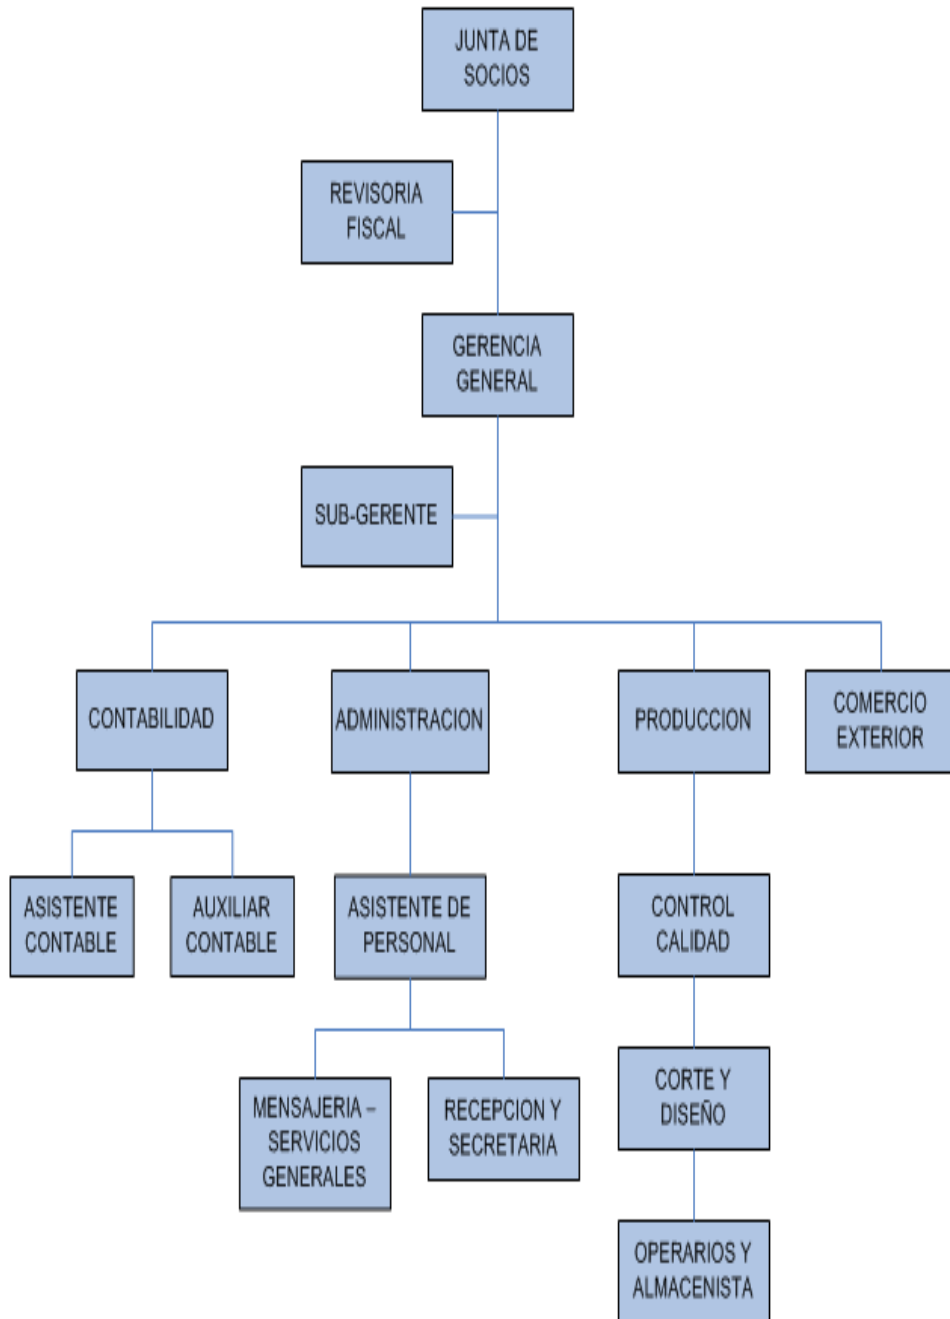 JUNTA DE
SOCIOS
REVISORIA
FISCAL
GERENCIA
GENERAL
SUB-GERENTE
CONTABILIDAD
ADMINISTRACION
PRODUCCION
COMERCIO
EXTERIOR
ASISTENTE
CONTABLE
AUXILIAR
CONTABLE
ASISTENTE DE
PERSONAL
CONTROL
CALIDAD
MENSAJERIA –
SERVICIOS
GENERALES
RECEPCION Y
SECRETARIA
CORTE Y
DISEÑO
OPERARIOS Y
ALMACENISTA